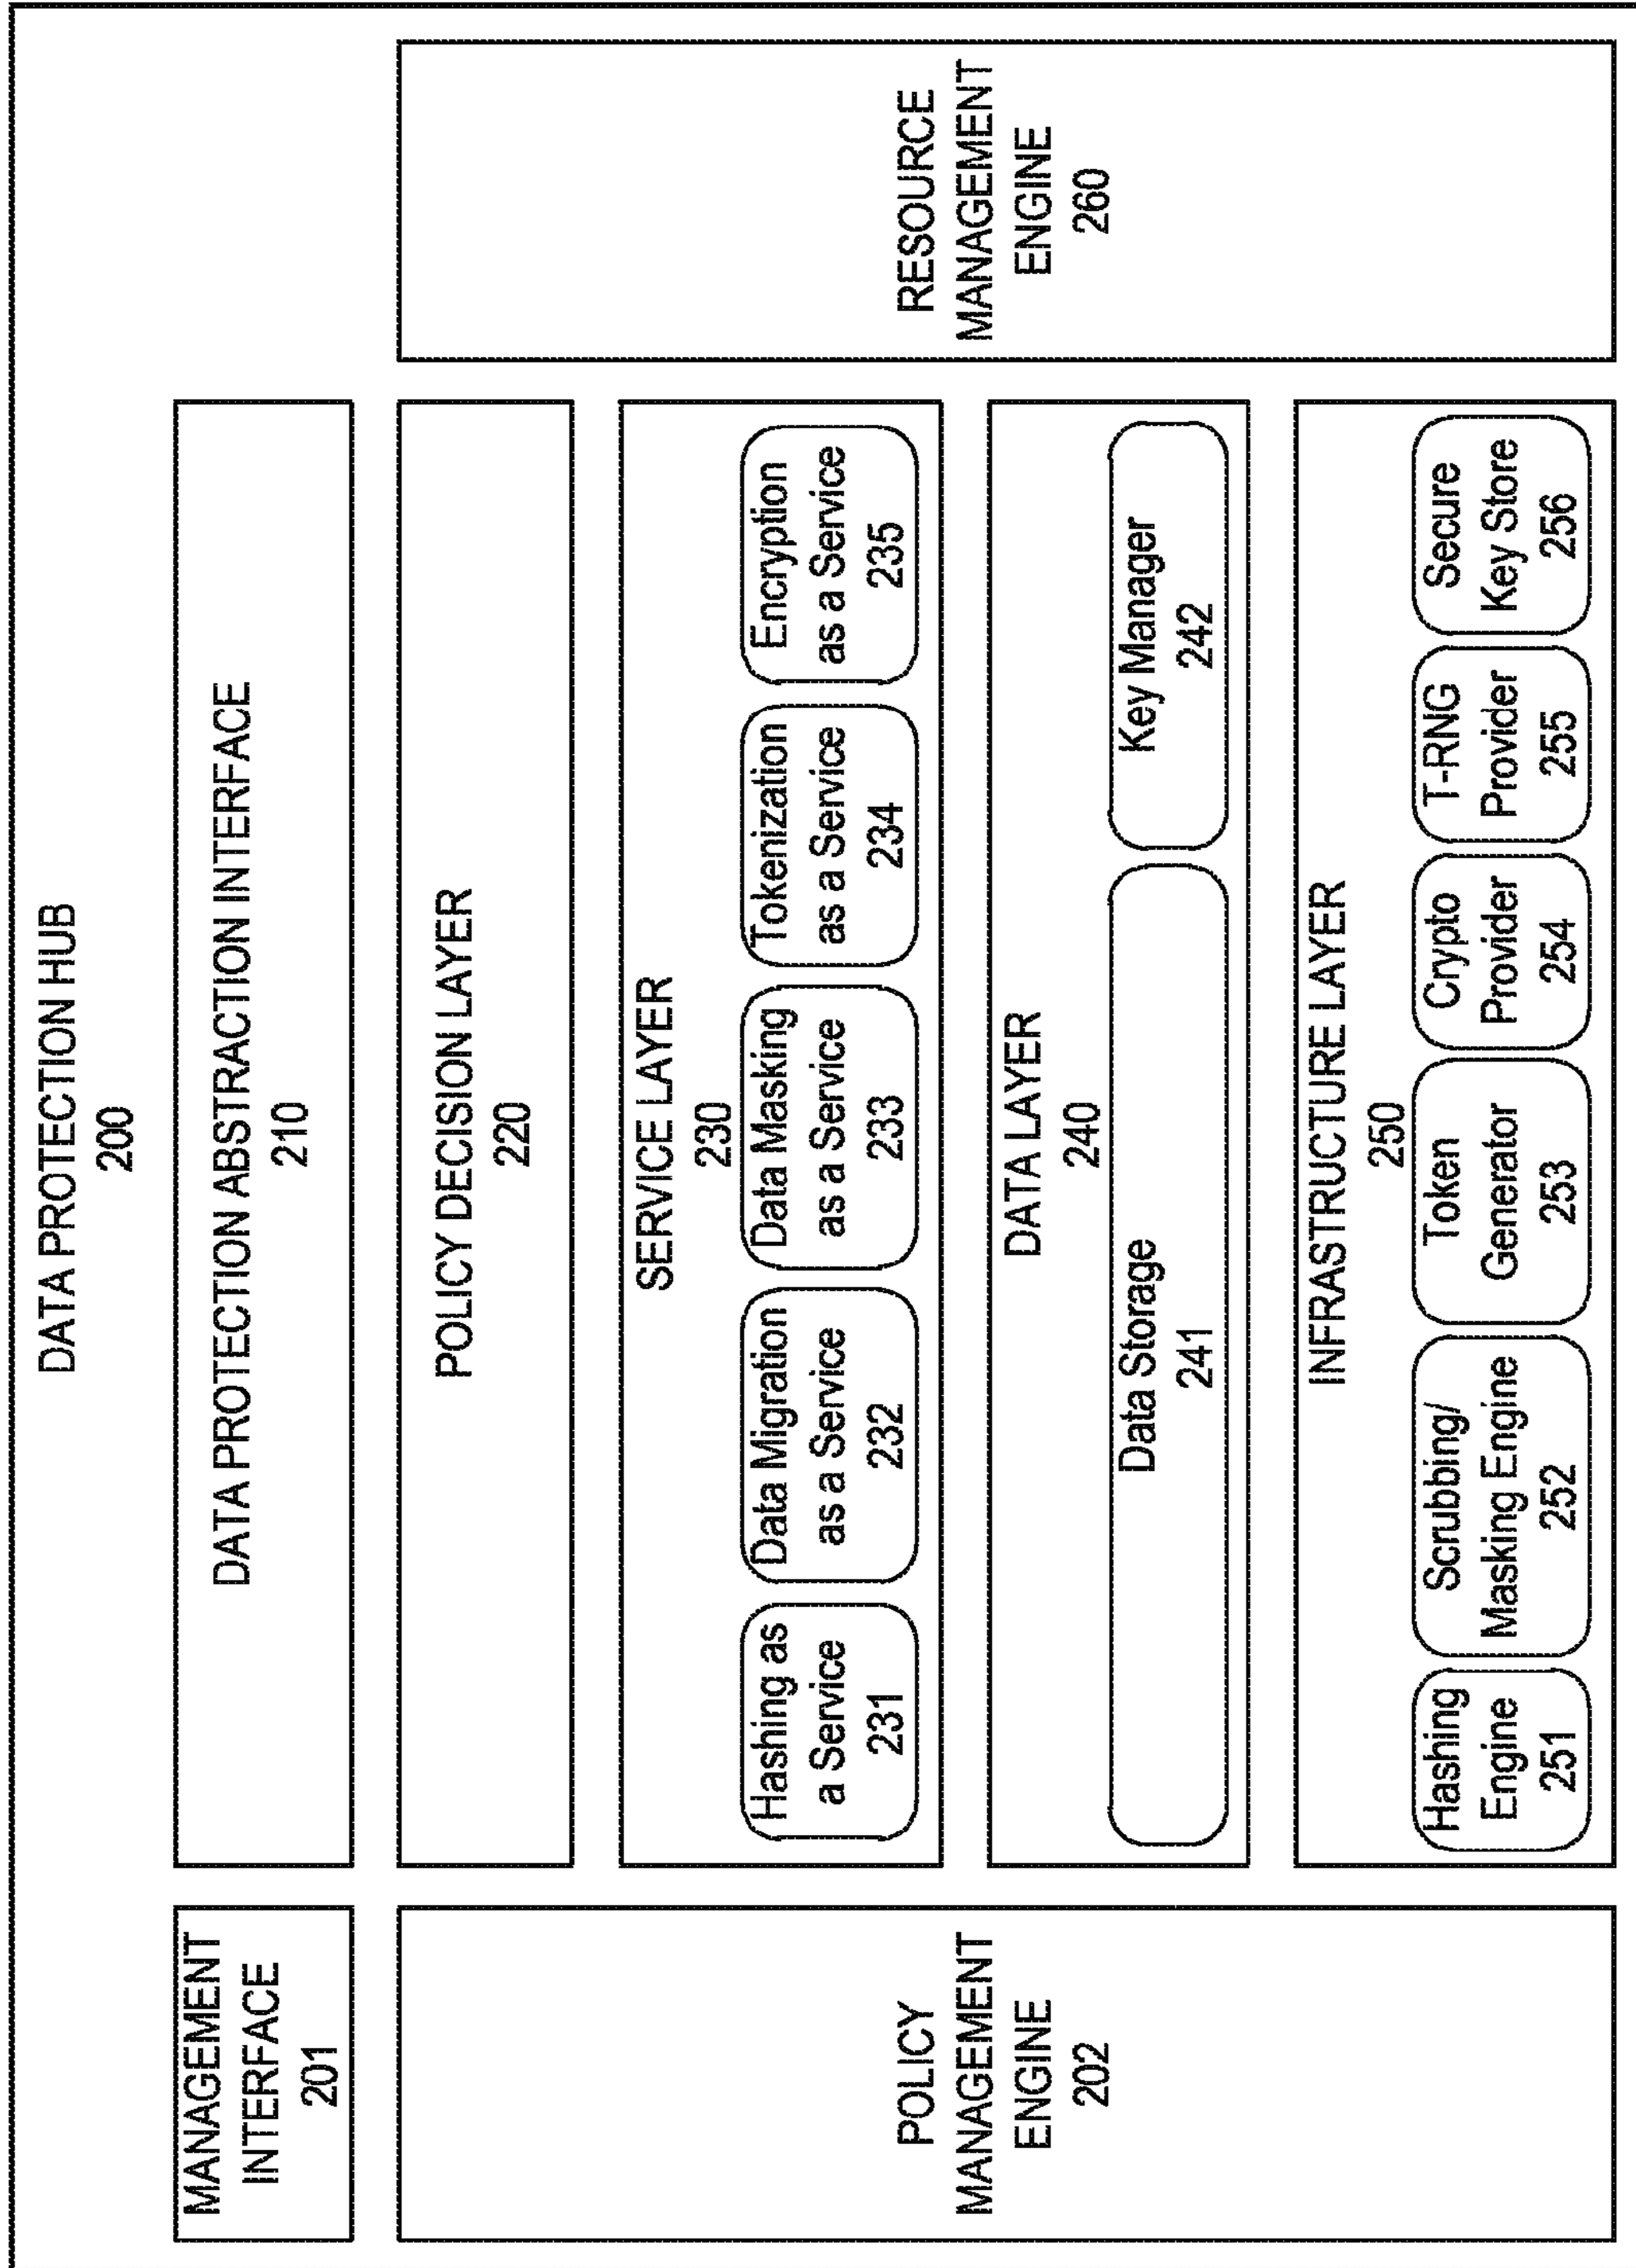 DATA PROTECTION HUB
200
MANAGEMENT
INTERFACE
201
DATA PROTECTION ABSTRACTION INTERFACE
210
POLICY
MANAGEMENT
ENGINE
202
POLICY DECISION LAYER
220
SERVICE LAYER
230
Hashing as
a Service
231
Data Migration
as a Service
232
Data Masking
as a Service
233
Tokenization
as a Service
234
Encryption
as a Service
235
DATA LAYER
240
Data Storage
241
Key Manager
242
INFRASTRUCTURE LAYER
250
Hashing
Engine
251
Scrubbing/
Masking Engine
252
Token
Generator
253
Crypto
Provider
254
T-RNG
Provider
255
Secure
Key Store
256
RESOURCE
MANAGEMENT
ENGINE
260